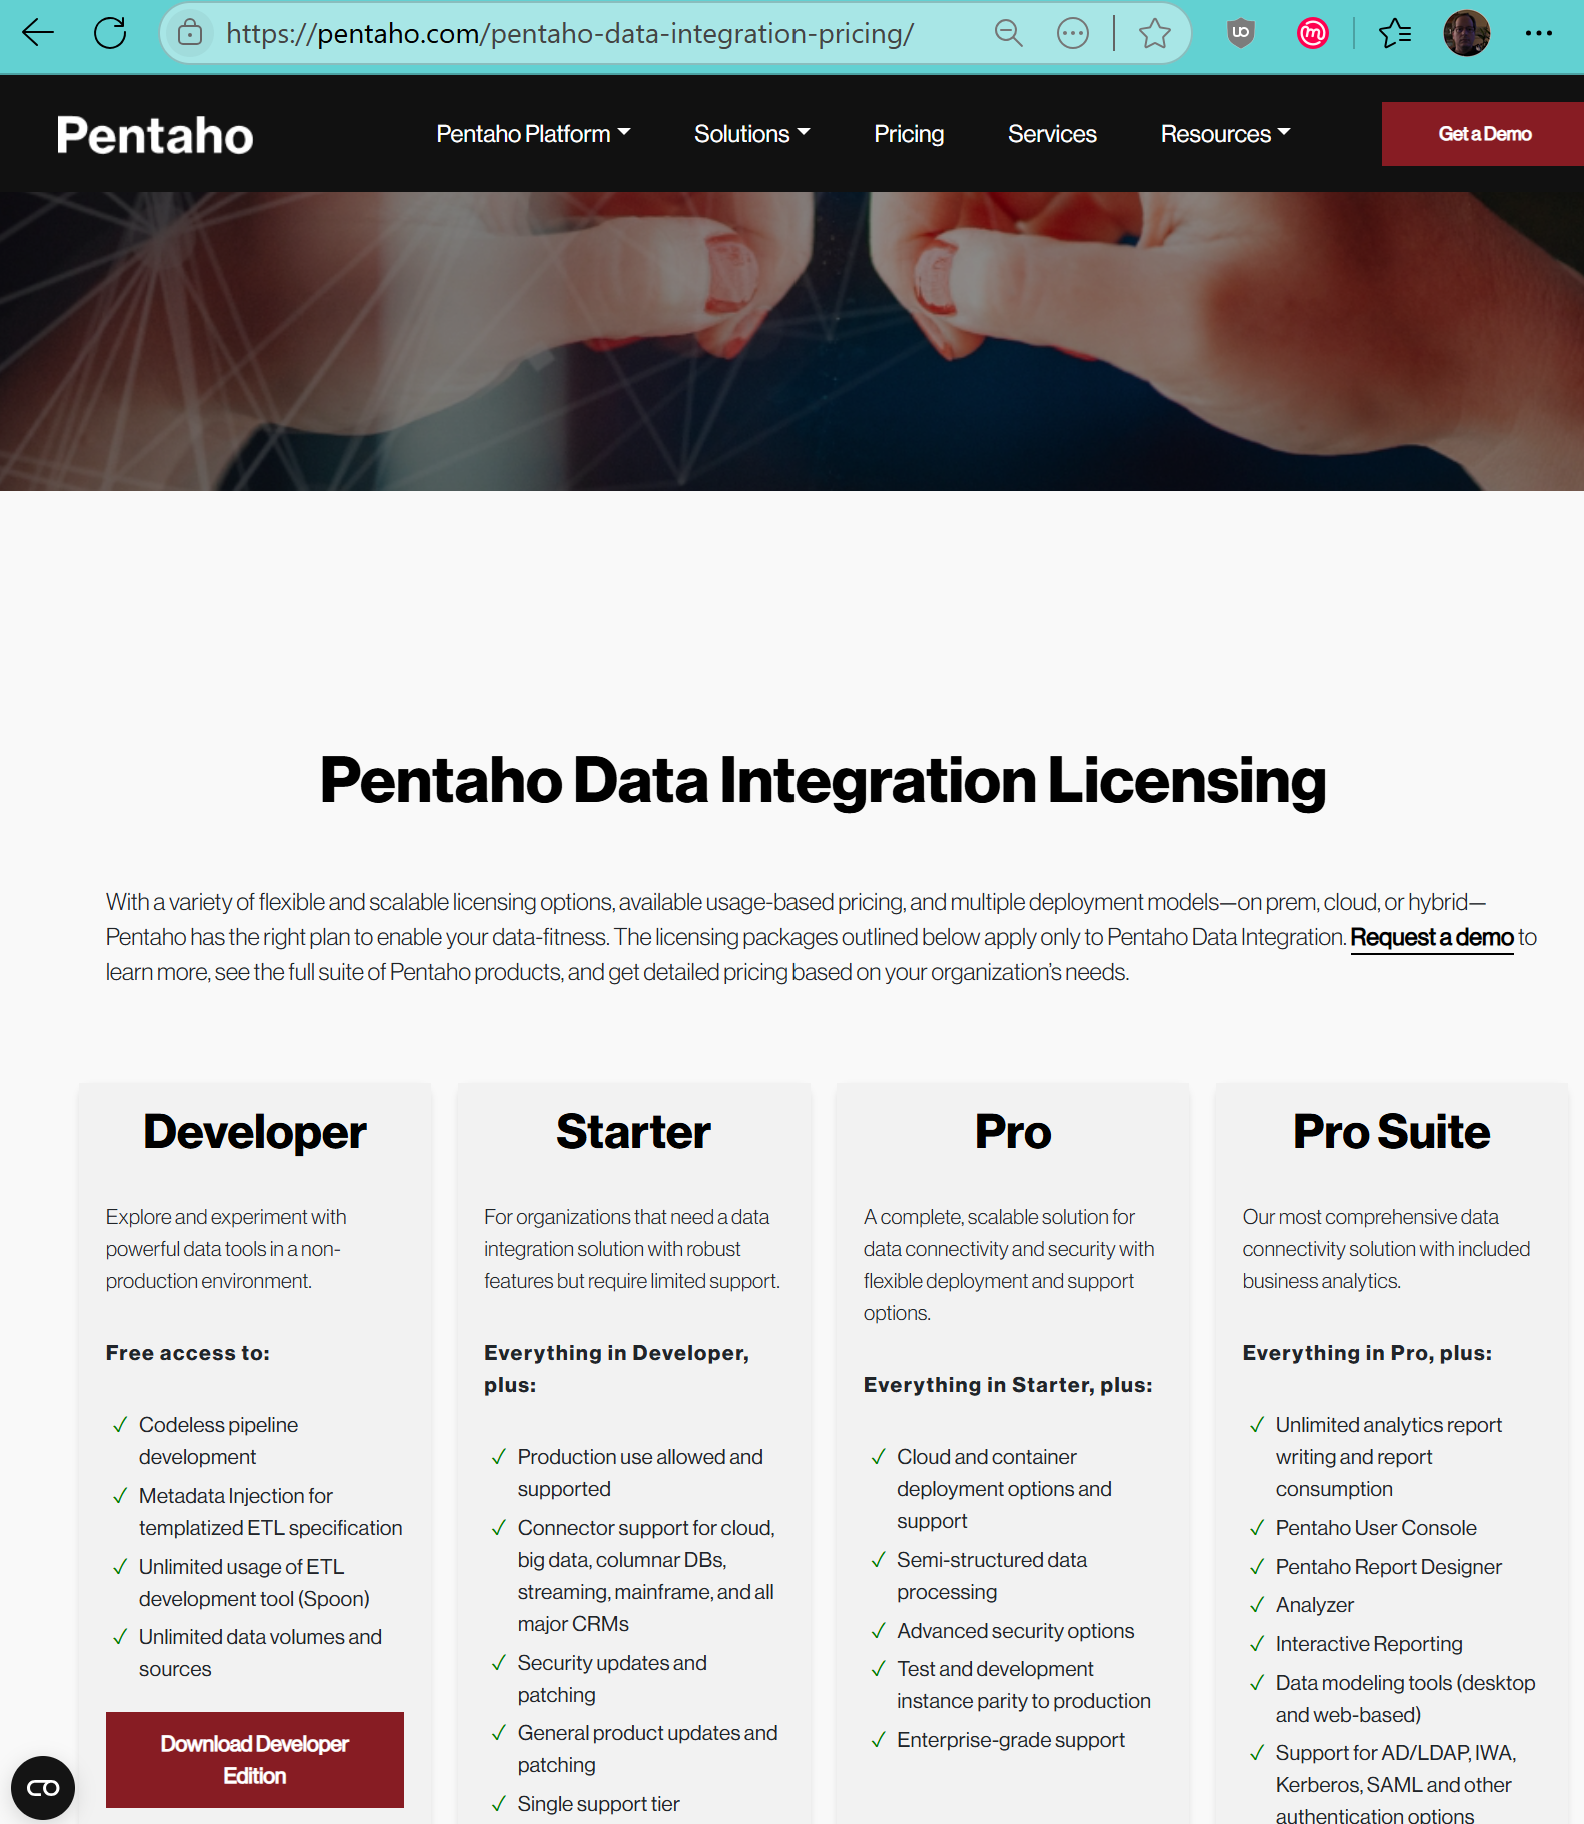 https://pentaho.com/pentaho-data-integration-pricing/
Pentaho
Pentaho Platform
Solutions
Pricing
Services
Resources
Get a Demo
Pentaho Data Integration Licensing
With a variety of flexible and scalable licensing options, available usage-based pricing, and multiple deployment models—on prem, cloud, or hybrid—
Pentaho has the right plan to enable your data-fitness. The licensing packages outlined below apply only to Pentaho Data Integration. Request a demo to
learn more, see the full suite of Pentaho products, and get detailed pricing based on your organization's needs.
Developer
Explore and experiment with
powerful data tools in a non-
production environment.
Free access to:
✓ Codeless pipeline
development
✓ Metadata Injection for
templatized ETL specification
✓ Unlimited usage of ETL
development tool (Spoon)
✓ Unlimited data volumes and
sources
Download Developer
Edition
Starter
For organizations that need a data
integration solution with robust
features but require limited support.
Everything in Developer,
plus:
✓ Production use allowed and
supported
✓ Connector support for cloud,
big data, columnar DBs,
streaming, mainframe, and all
major CRMs
✓ Security updates and
patching
✓ General product updates and
patching
✓ Single support tier
Pro
A complete, scalable solution for
data connectivity and security with
flexible deployment and support
options.
Everything in Starter, plus:
✓ Cloud and container
deployment options and
support
✓ Semi-structured data
processing
✓ Advanced security options
✓ Test and development
instance parity to production
✓ Enterprise-grade support
Pro Suite
Our most comprehensive data
connectivity solution with included
business analytics.
Everything in Pro, plus:
✓ Unlimited analytics report
writing and report
consumption
✓ Pentaho User Console
✓ Pentaho Report Designer
✓ Analyzer
✓ Interactive Reporting
✓ Data modeling tools (desktop
and web-based)
✓ Support for AD/LDAP, IWA,
Kerberos, SAML and other
authentication options